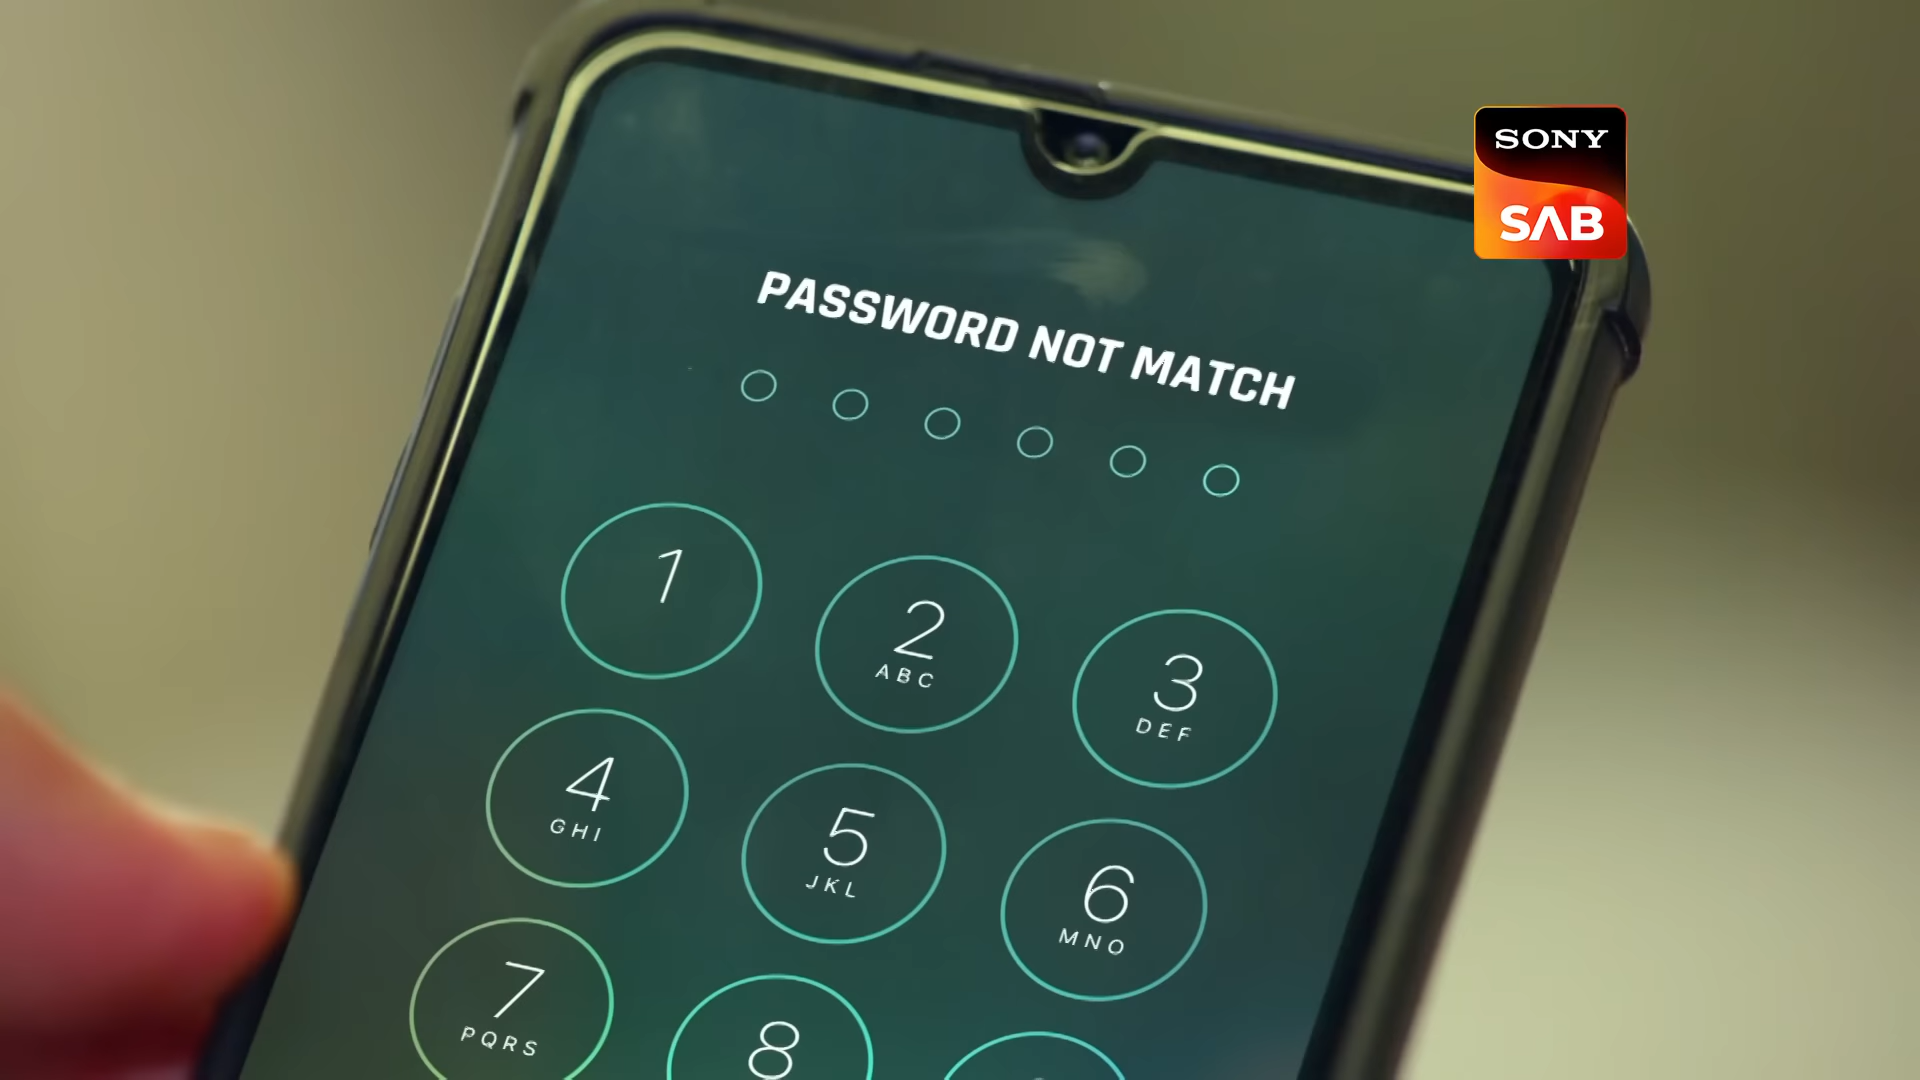 SONY
SAB
PASSWORD NOT MATCH
1
2
ABC
3
DEF
4
GHI
5
JKL
6
MNO
7
PQRS
8